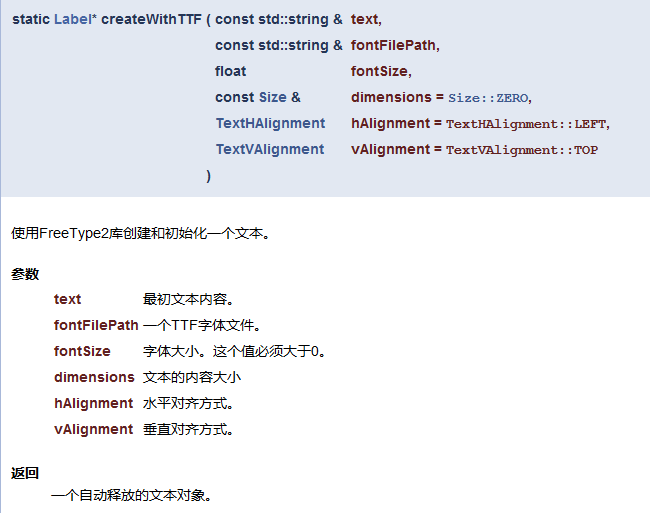 static Label* createWithTTF ( const std::string & text,
const std::string & fontFilePath,
float fontSize,
const Size & dimensions = Size::ZERO,
TextHAlignment hAlignment = TextHAlignment::LEFT,
TextVAlignment vAlignment = TextVAlignment::TOP
)
使用FreeType2库创建和初始化一个文本。
参数
text 最初文本内容。
fontFilePath 一个TTF字体文件。
fontSize 字体大小。这个值必须大于0。
dimensions 文本的内容大小
hAlignment 水平对齐方式。
vAlignment 垂直对齐方式。
返回
一个自动释放的文本对象。